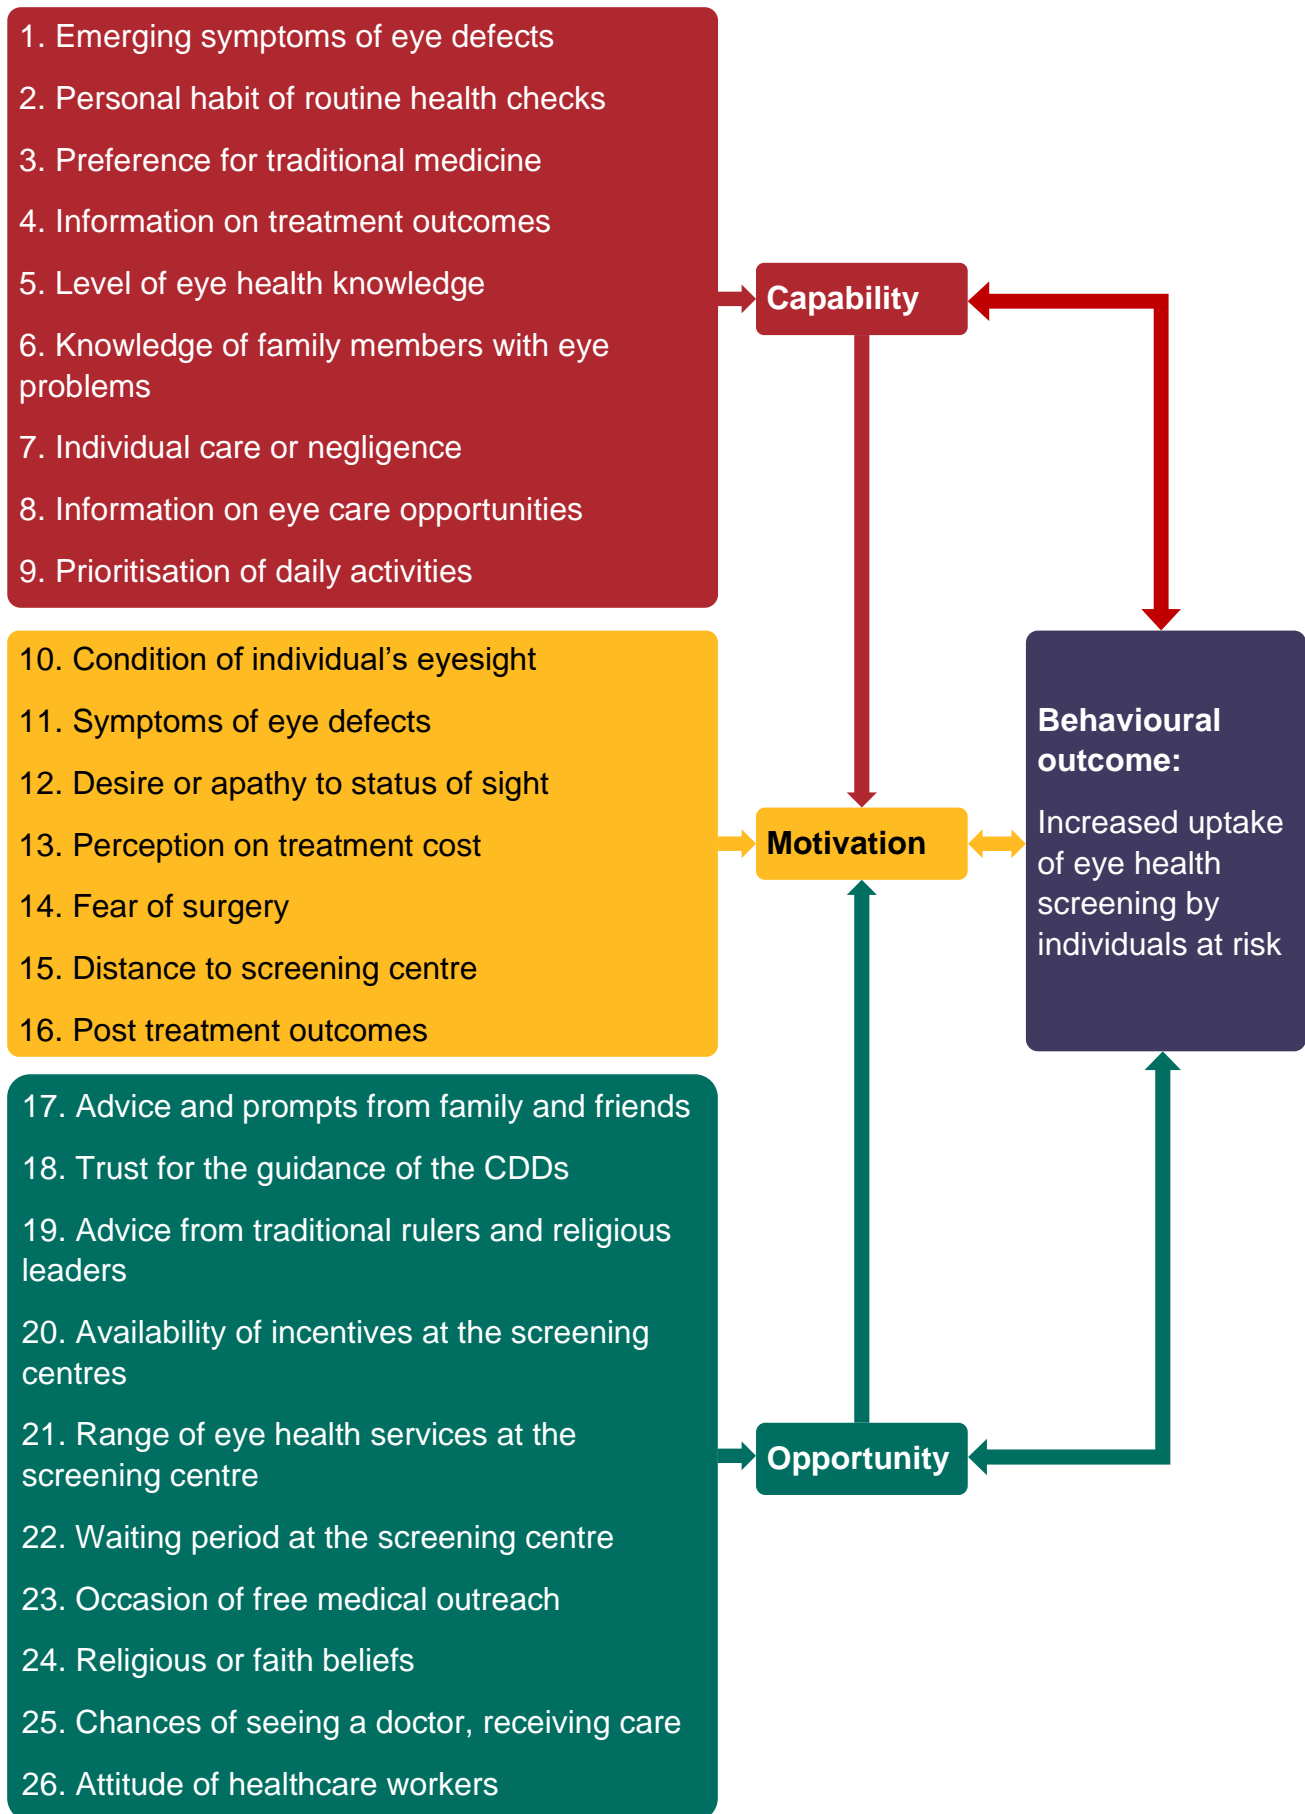 1. Emerging symptoms of eye defects
2. Personal habit of routine health checks
3. Preference for traditional medicine
4. Information on treatment outcomes
5. Level of eye health knowledge
6. Knowledge of family members with eye
problems
7. Individual care or negligence
8. Information on eye care opportunities
9. Prioritisation of daily activities
Capability
10. Condition of individual’s eyesight
11. Symptoms of eye defects
12. Desire or apathy to status of sight
13. Perception on treatment cost
14. Fear of surgery
15. Distance to screening centre
16. Post treatment outcomes
Motivation
Behavioural
outcome:
Increased uptake
of eye health
screening by
individuals at risk
17. Advice and prompts from family and friends
18. Trust for the guidance of the CDDs
19. Advice from traditional rulers and religious
leaders
20. Availability of incentives at the screening
centres
21. Range of eye health services at the
screening centre
22. Waiting period at the screening centre
23. Occasion of free medical outreach
24. Religious or faith beliefs
25. Chances of seeing a doctor, receiving care
26. Attitude of healthcare workers
Opportunity